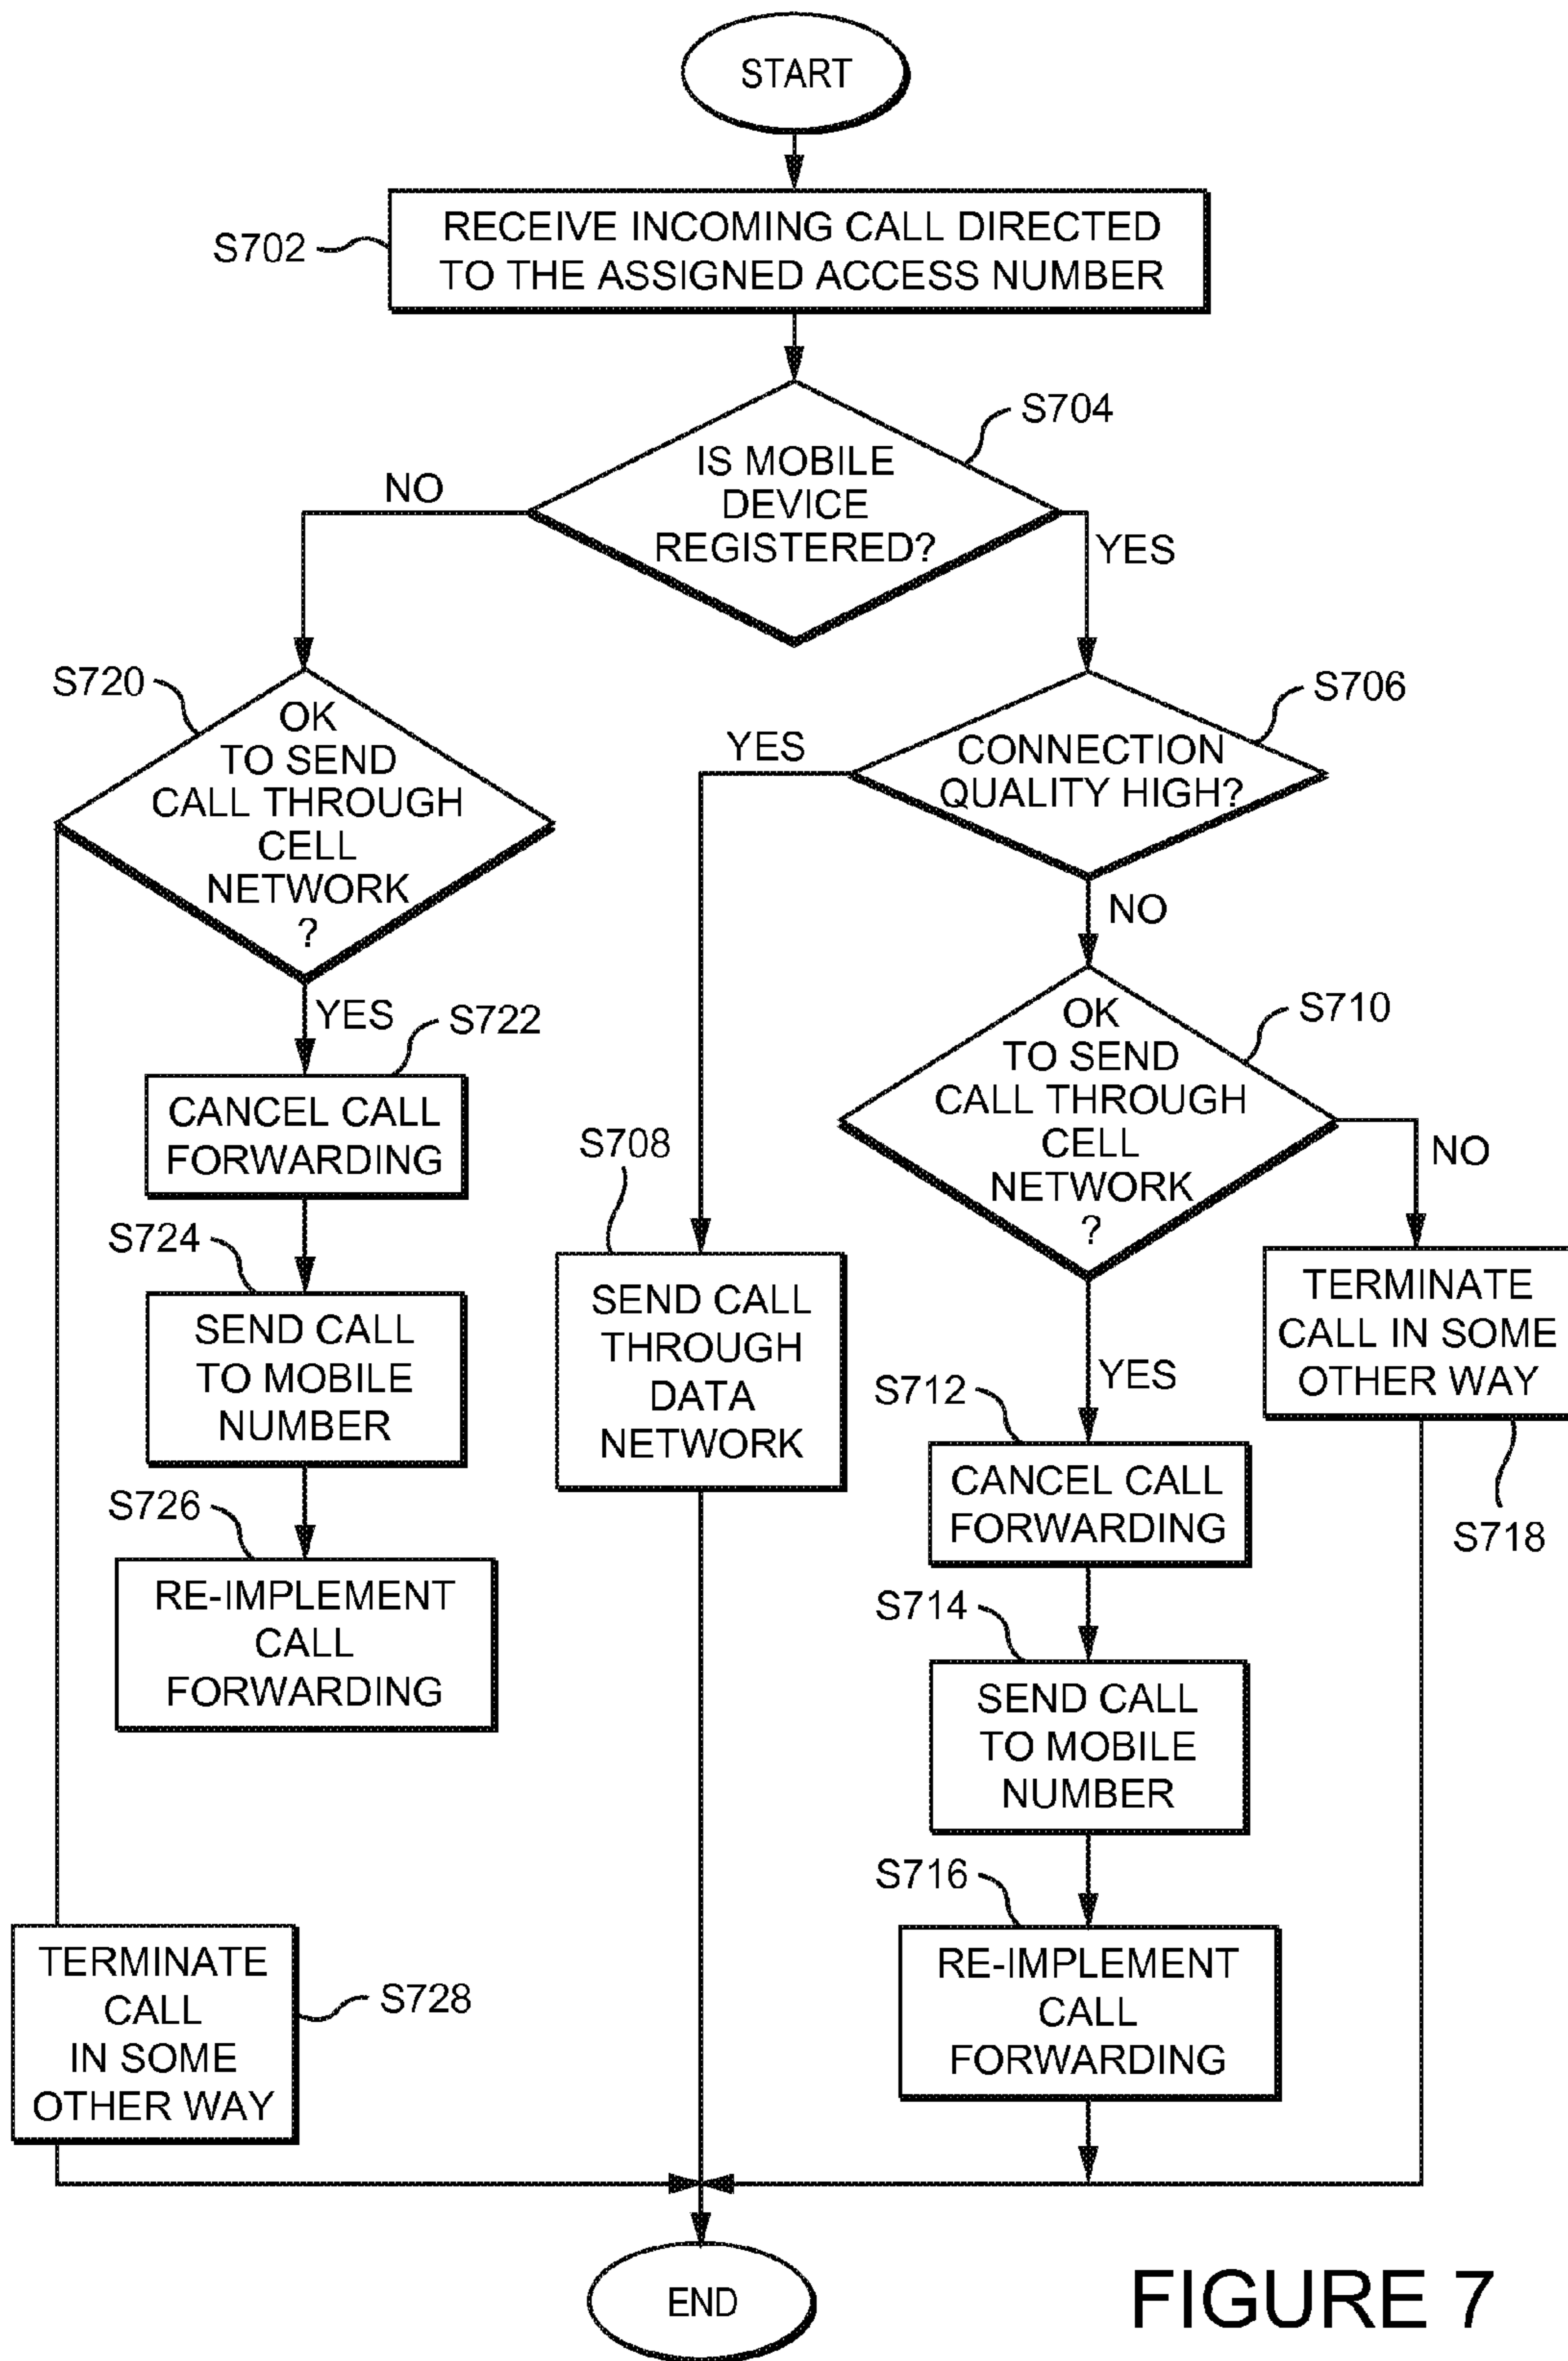 START
S702
RECEIVE INCOMING CALL DIRECTED
TO THE ASSIGNED ACCESS NUMBER
S704
IS MOBILE
DEVICE
REGISTERED?
NO
YES
S720
OK
TO SEND
CALL THROUGH
CELL
NETWORK
?
S706
CONNECTION
QUALITY HIGH?
YES
NO
YES
S722
CANCEL CALL
FORWARDING
S710
OK
TO SEND
CALL THROUGH
CELL
NETWORK
?
NO
S708
SEND CALL
THROUGH
DATA
NETWORK
S724
SEND CALL
TO MOBILE
NUMBER
TERMINATE
CALL IN SOME
OTHER WAY
S718
YES
S712
CANCEL CALL
FORWARDING
S726
RE-IMPLEMENT
CALL
FORWARDING
S714
SEND CALL
TO MOBILE
NUMBER
S716
RE-IMPLEMENT
CALL
FORWARDING
TERMINATE
CALL
IN SOME
OTHER WAY
S728
END
FIGURE 7